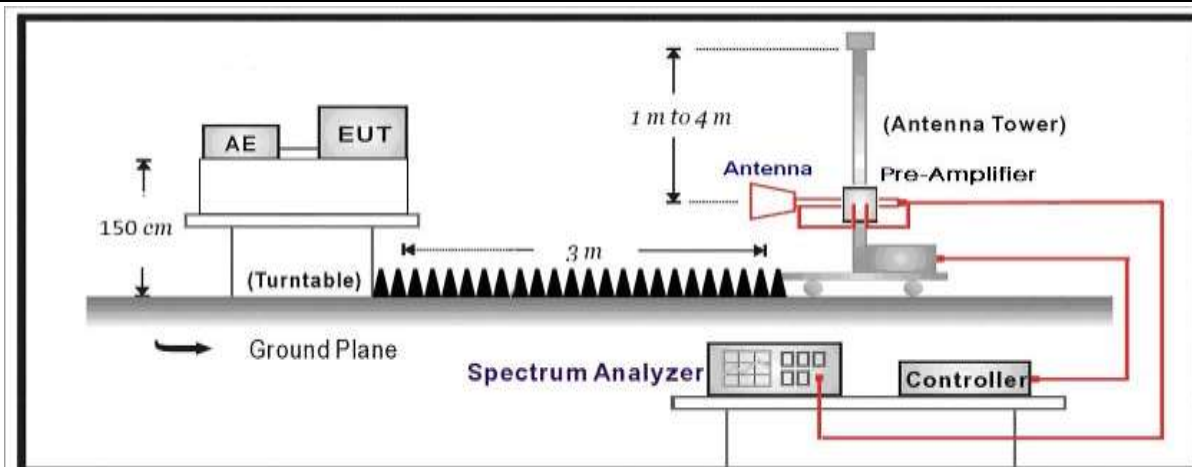 1 m to 4 m
(Antenna Tower)
AE
EUT
Antenna
Pre-Amplifier
150 cm
3 m
(Turntable)
Ground Plane
Spectrum Analyzer
Controller